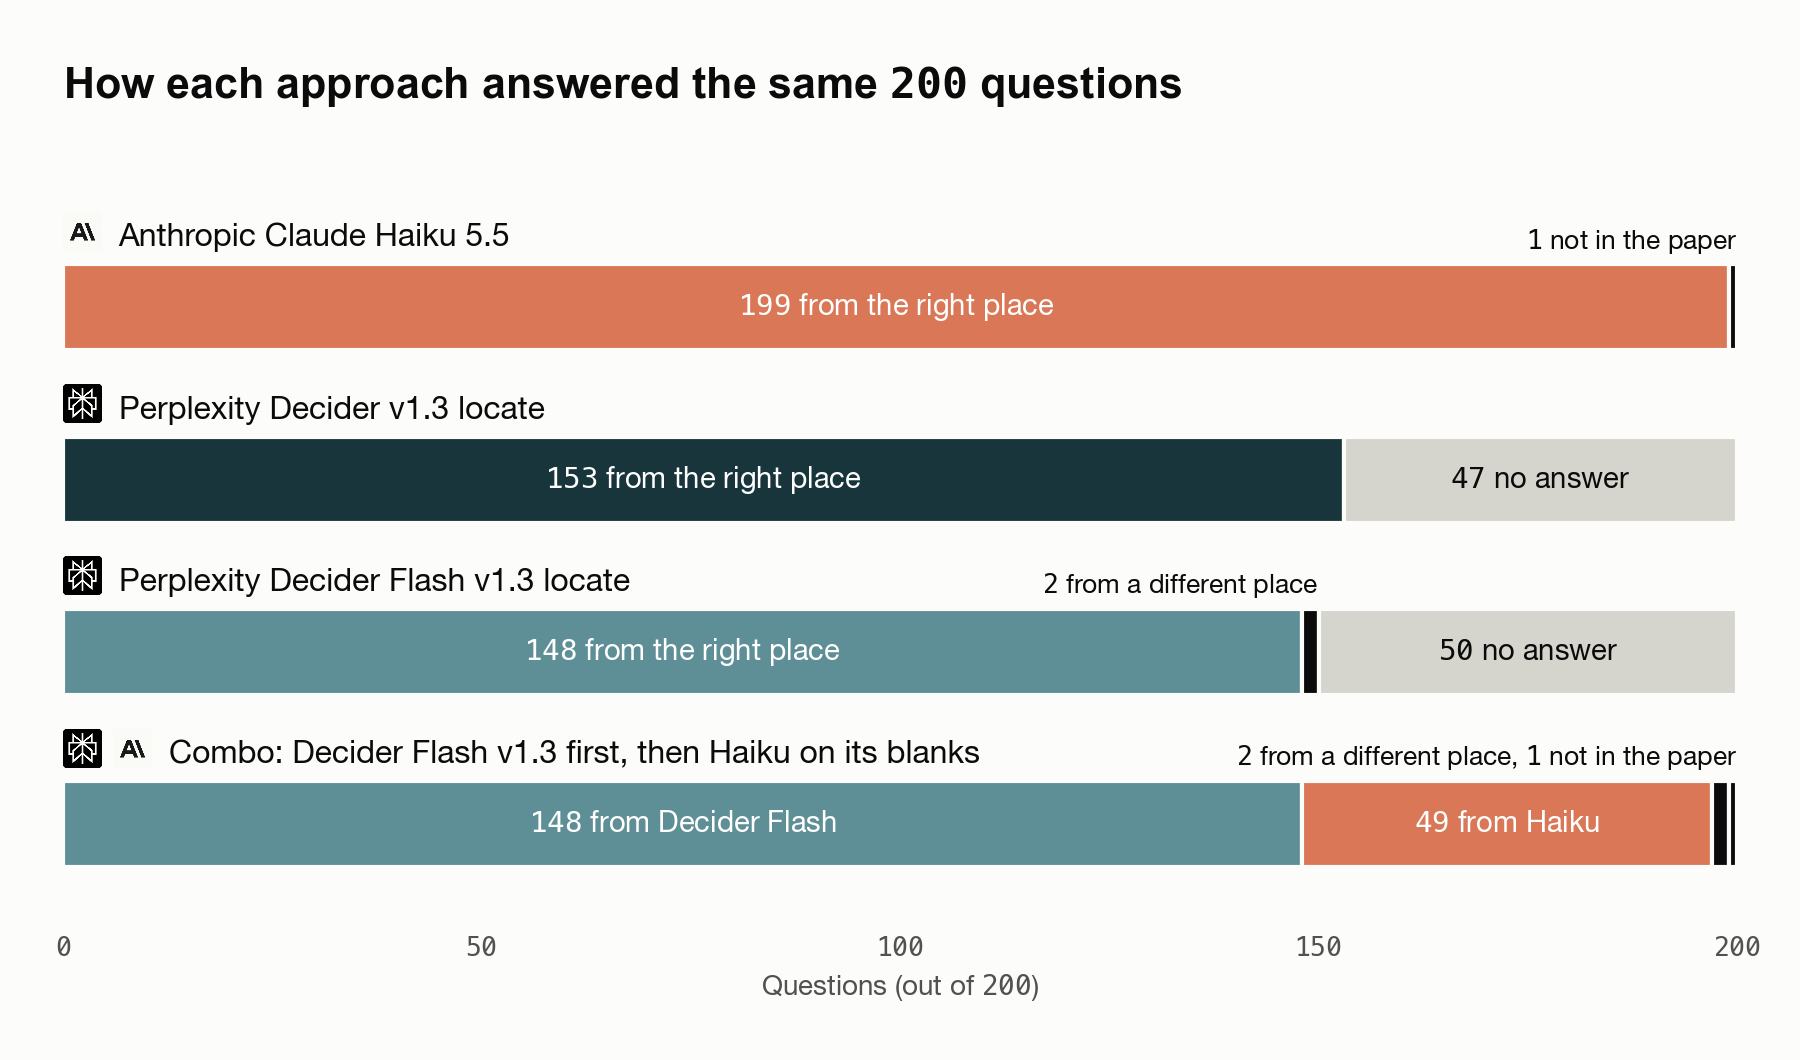 How each approach answered the same 200 questions
Anthropic Claude Haiku 5.5
1 not in the paper
199 from the right place
Perplexity Decider v1.3 locate
153 from the right place
47 no answer
Perplexity Decider Flash v1.3 locate
2 from a different place
148 from the right place
50 no answer
Combo: Decider Flash v1.3 first, then Haiku on its blanks
2 from a different place, 1 not in the paper
148 from Decider Flash
49 from Haiku
0 50 100 150 200
Questions (out of 200)